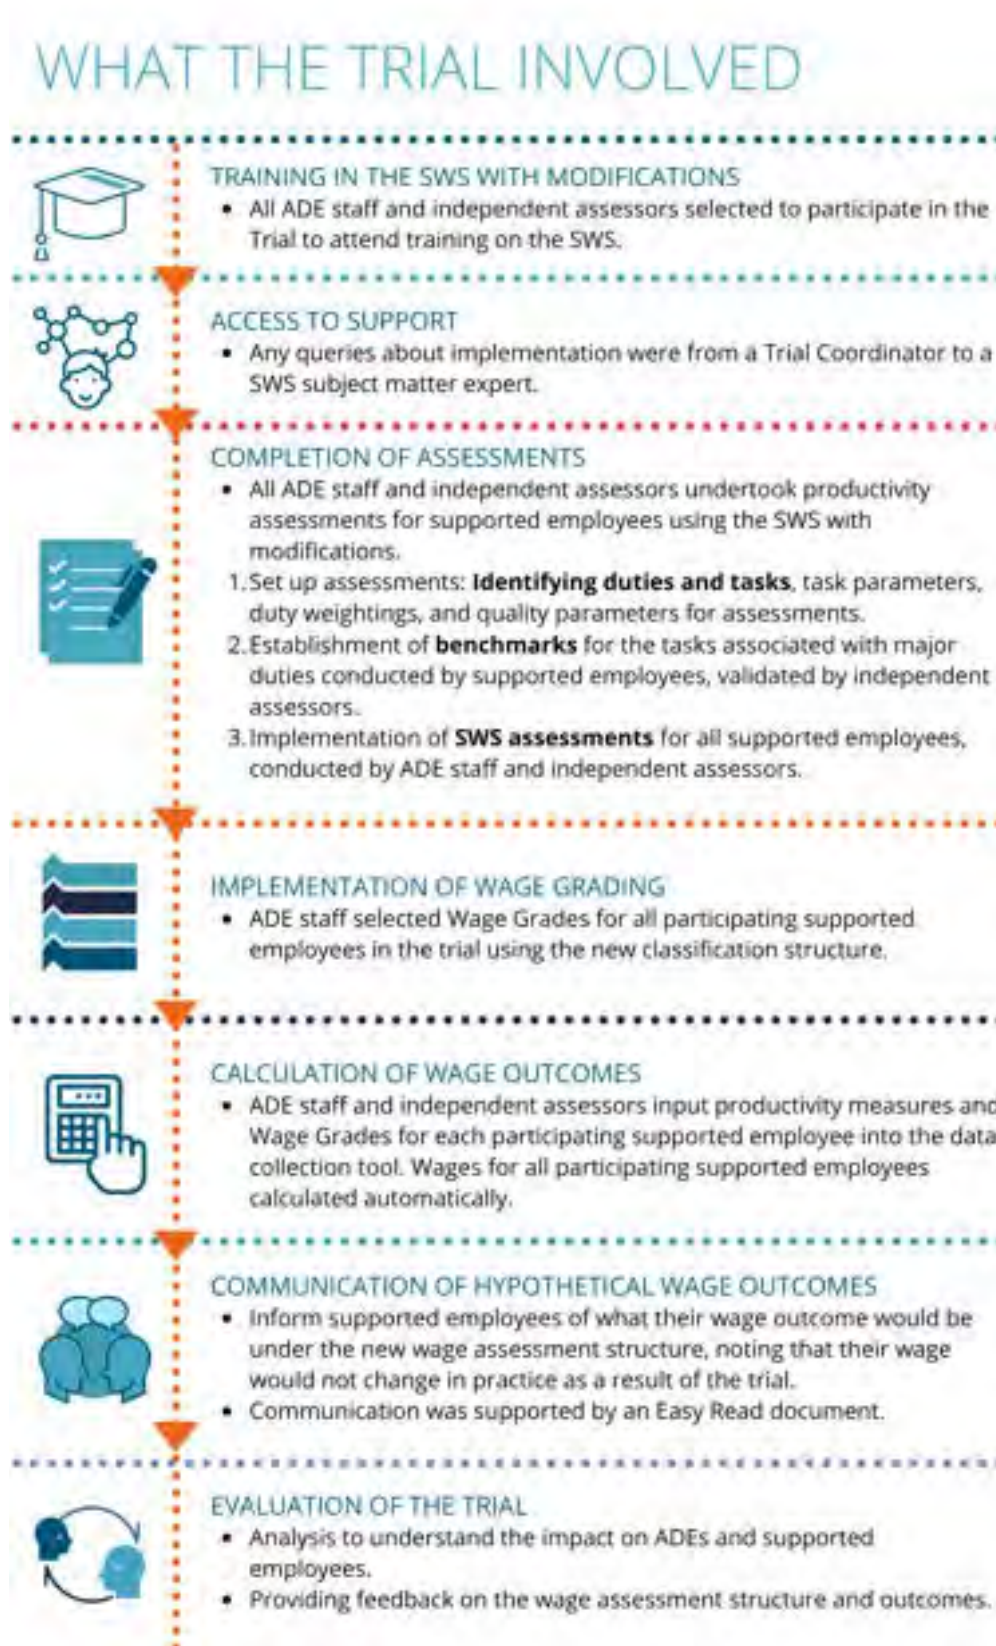 WHAT THE TRIAL INVOLVED
TRAINING IN THE SWS WITH MODIFICATIONS
• All ADE staff and independent assessors selected to participate in the
Trial to attend training on the SWS.
ACCESS TO SUPPORT
• Any queries about implementation were from a Trial Coordinator to a
SWS subject matter expert.
COMPLETION OF ASSESSMENTS
• All ADE staff and independent assessors undertook productivity
assessments for supported employees using the SWS with
modifications.
1. Set up assessments: Identifying duties and tasks, task parameters,
duty weightings, and quality parameters for assessments.
2. Establishment of benchmarks for the tasks associated with major
duties conducted by supported employees, validated by independent
assessors.
3. Implementation of SWS assessments for all supported employees,
conducted by ADE staff and independent assessors.
IMPLEMENTATION OF WAGE GRADING
• ADE staff selected Wage Grades for all participating supported
employees in the trial using the new classification structure.
CALCULATION OF WAGE OUTCOMES
• ADE staff and independent assessors input productivity measures and
Wage Grades for each participating supported employee into the data
collection tool. Wages for all participating supported employees
calculated automatically.
COMMUNICATION OF HYPOTHETICAL WAGE OUTCOMES
• Inform supported employees of what their wage outcome would be
under the new wage assessment structure, noting that their wage
would not change in practice as a result of the trial.
• Communication was supported by an Easy Read document.
EVALUATION OF THE TRIAL
• Analysis to understand the impact on ADEs and supported
employees.
• Providing feedback on the wage assessment structure and outcomes.